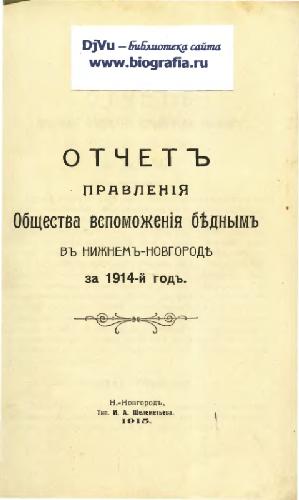 DjVu – библиотека сайта
www.biografia.ru
ОТЧЕТЪ
ПРАВЛЕНІЯ
Общества вспоможенія бѣднымъ
ВЪ НИЖНЕМЪ-НОВГОРОДѢ
за 1914-й годъ.
Н.-Новгородъ,
Тип. И. А. Шелеметьева.
1915.